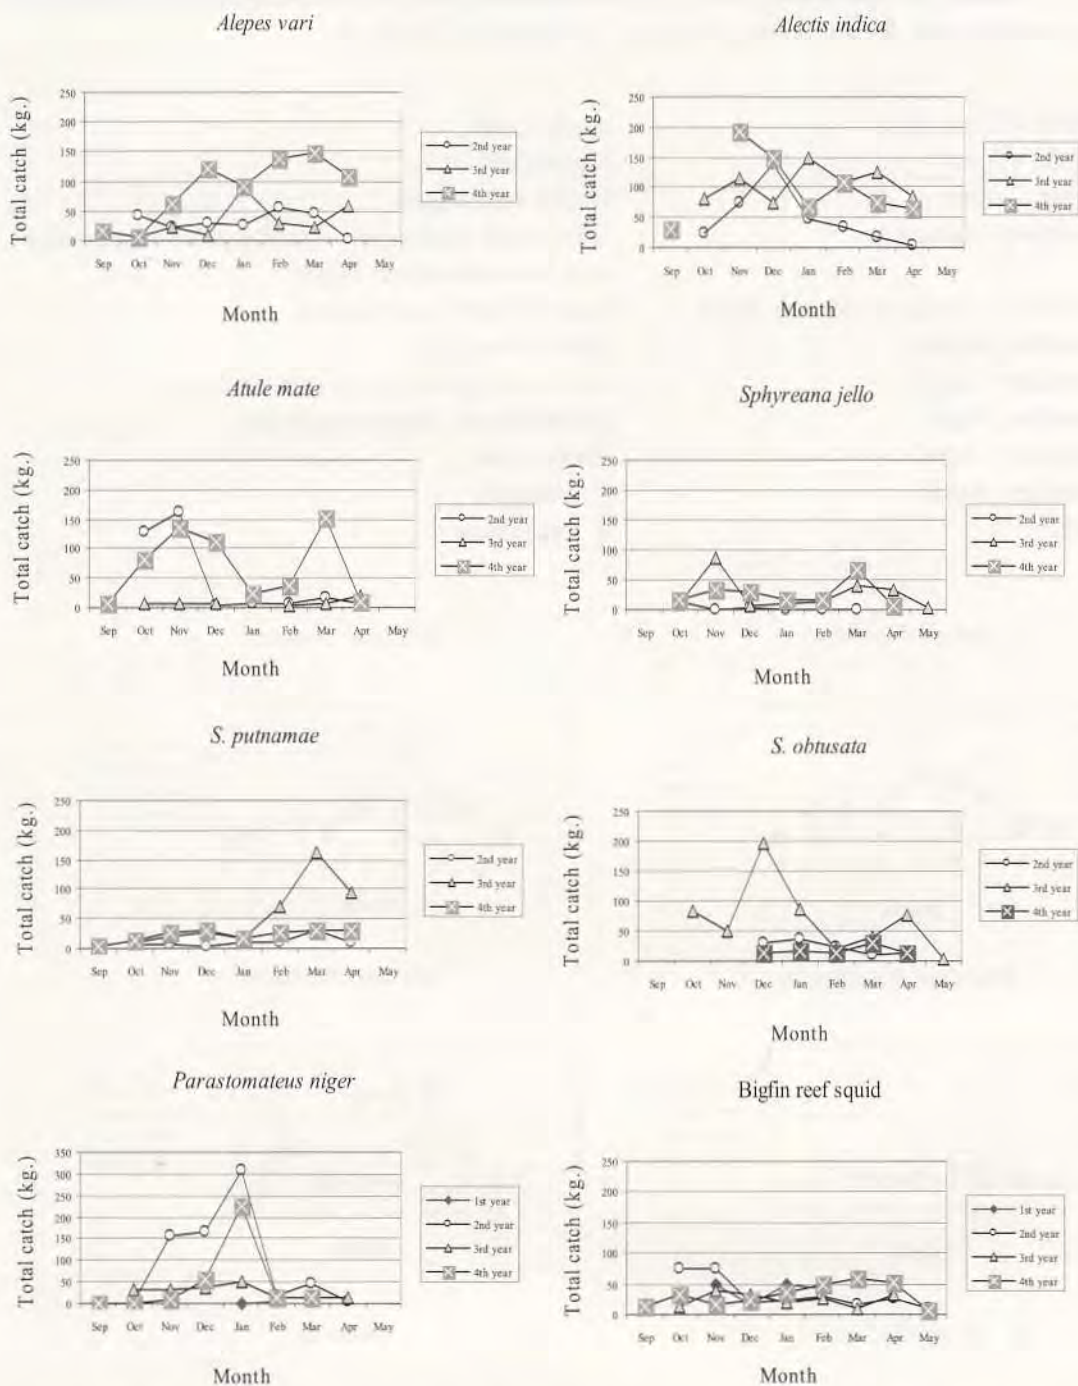 Alepes vari
Total catch (kg.)
250
200
150
100
50
0
Sep Oct Nov Dec Jan Feb Mar Apr May
Month
2nd year
3rd year
4th year
Alectis indica
Total catch (kg.)
250
200
150
100
50
0
Sep Oct Nov Dec Jan Feb Mar Apr May
Month
2nd year
3rd year
4th year
Atule mate
Total catch (kg.)
250
200
150
100
50
0
Sep Oct Nov Dec Jan Feb Mar Apr May
Month
2nd year
3rd year
4th year
Sphyreana jello
Total catch (kg.)
250
200
150
100
50
0
Sep Oct Nov Dec Jan Feb Mar Apr May
Month
2nd year
3rd year
4th year
S. putnamae
Total catch (kg.)
250
200
150
100
50
0
Sep Oct Nov Dec Jan Feb Mar Apr May
Month
2nd year
3rd year
4th year
S. obtusata
Total catch (kg.)
250
200
150
100
50
0
Sep Oct Nov Dec Jan Feb Mar Apr May
Month
2nd year
3rd year
4th year
Parastomateus niger
Total catch (kg.)
350
300
250
200
150
100
50
0
Sep Oct Nov Dec Jan Feb Mar Apr May
Month
1st year
2nd year
3rd year
4th year
Bigfin reef squid
Total catch (kg.)
250
200
150
100
50
0
Sep Oct Nov Dec Jan Feb Mar Apr May
Month
1st year
2nd year
3rd year
4th year